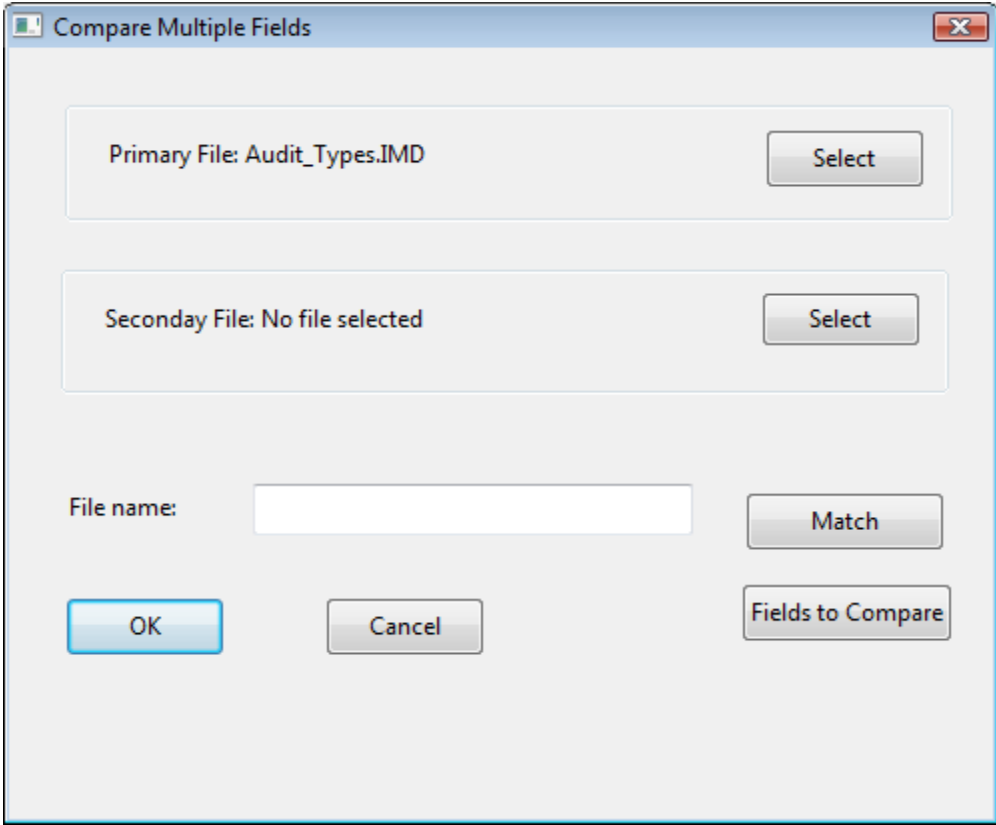 Compare Multiple Fields
Primary File: Audit_Types.IMD
Select
Seconday File: No file selected
Select
File name:
Match
OK
Cancel
Fields to Compare